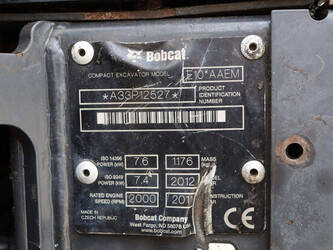 Bobcat
COMPACT EXCAVATOR MODEL E10*AAEM
*A33P12527* PRODUCT IDENTIFICATION NUMBER
ISO 14396 POWER (kW) 7.6 1176 MASS
ISO 9249 POWER (kW) 7.4 2012
RATED ENGINE SPEED (RPM) 2000 201
MADE IN CZECH REPUBLIC
Bobcat Company
West Fargo, ND 58078
CE